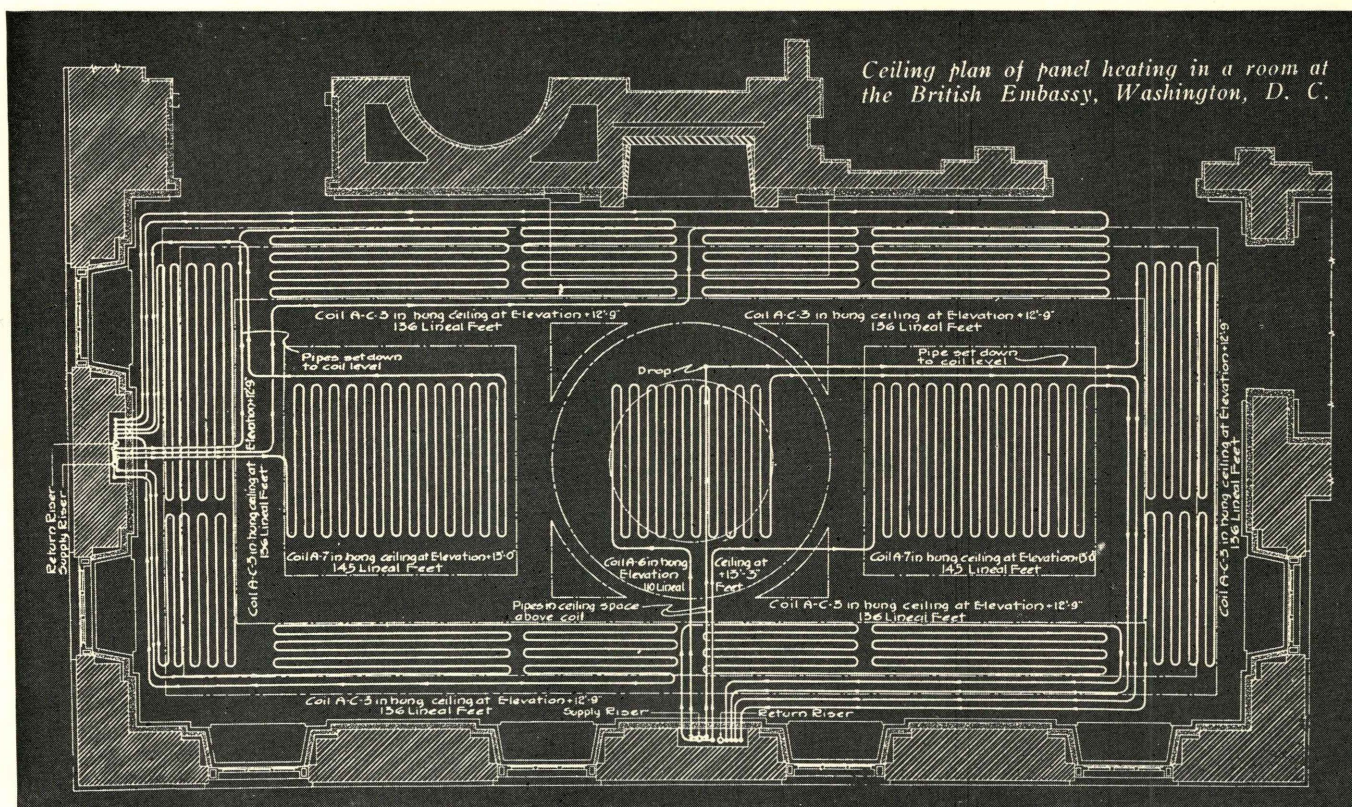 Ceiling plan of panel heating in a room at
the British Embassy, Washington, D. C.
Coil A-C-3 in hung ceiling at Elevation +12'-9"
136 Lineal Feet
Coil A-C-3 in hung ceiling at Elevation +12'-9"
136 Lineal Feet
Pipes set down
to coil level
Drop
Pipe set down
to coil level
Coil A-C-3 in hung ceiling at Elevation +12'-9"
136 Lineal Feet
Coil A-C-3 in hung ceiling at Elevation +12'-9"
136 Lineal Feet
Return Riser
Supply Riser
Coil A-7 in hung ceiling at Elevation +13'-0"
145 Lineal Feet
Coil A-6 in hung Ceiling at
Elevation +13'-3"
110 Lineal Feet
Coil A-7 in hung ceiling at Elevation +13'-0"
145 Lineal Feet
Pipes in ceiling space
above coil
Coil A-C-3 in hung ceiling at Elevation +12'-9"
136 Lineal Feet
Coil A-C-3 in hung ceiling at Elevation +12'-9"
136 Lineal Feet
Supply Riser
Return Riser